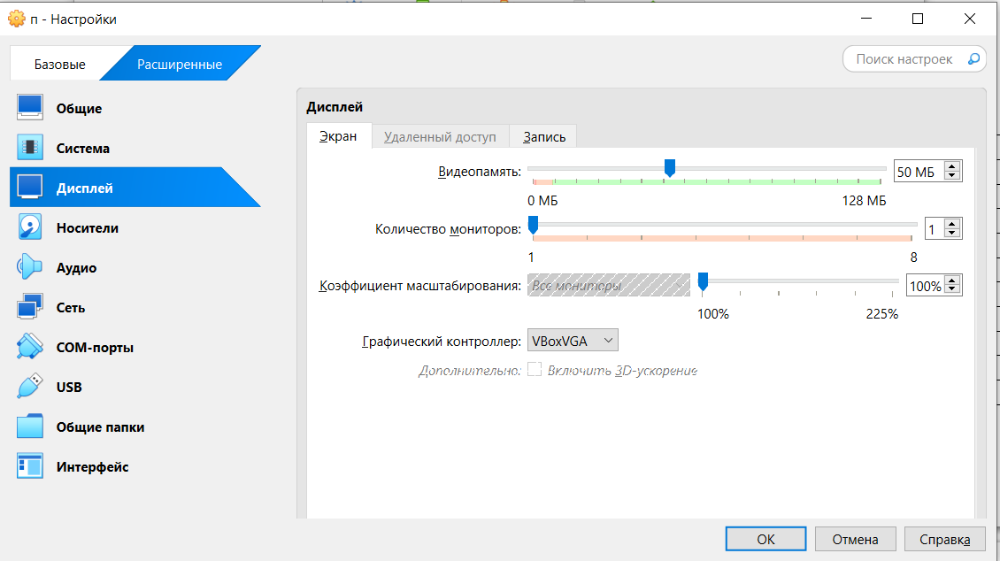 п - Настройки
Базовые
Расширенные
Поиск настроек
Общие
Система
Дисплей
Носители
Аудио
Сеть
COM-порты
USB
Общие папки
Интерфейс
Дисплей
Экран
Удаленный доступ
Запись
Видеопамять:
50 МБ
0 МБ
128 МБ
Количество мониторов:
1
1
8
Коэффициент масштабирования:
Все мониторы
100%
100%
225%
Графический контроллер:
VBoxVGA
Дополнительно:
Включить 3D-ускорение
ОК
Отмена
Справка